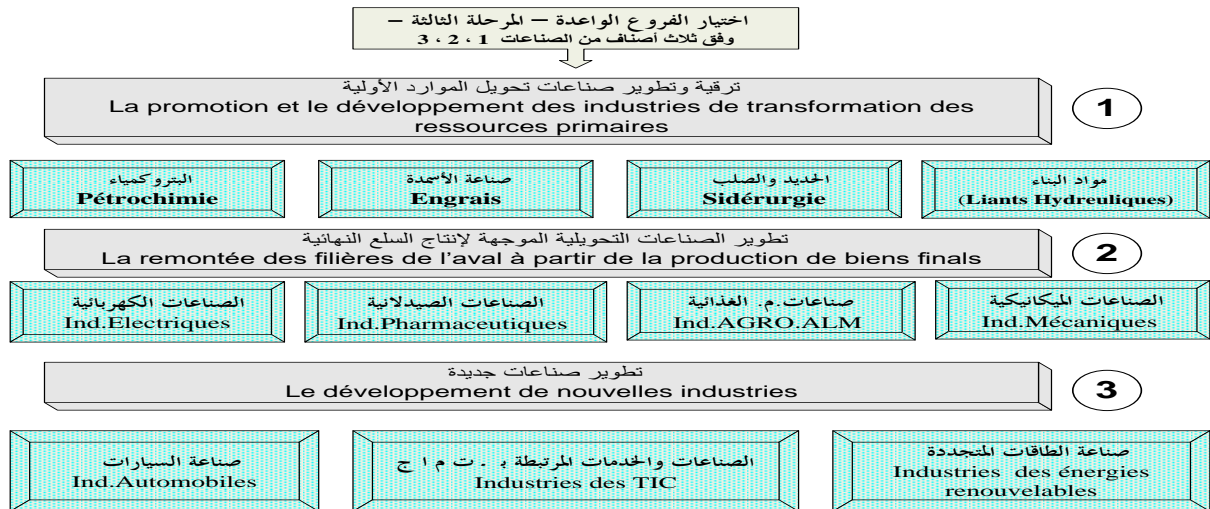 اختيار الفروع الواعدة – المرحلة الثالثة –
وفق ثلاث أصناف من الصناعات 1 ، 2 ، 3
ترقية وتطوير صناعات تحويل الموارد الأولية
La promotion et le développement des industries de transformation des
ressources primaires
1
البتروكمياء
Pétrochimie
صناعة الأسمدة
Engrais
الحديد والصلب
Sidérurgie
مواد البناء
(Liants Hydreuliques)
تطوير الصناعات التحويلية الموجهة لإنتاج السلع النهائية
La remontée des filières de l'aval à partir de la production de biens finals
2
الصناعات الكهربائية
Ind.Electriques
الصناعات الصيدلانية
Ind.Pharmaceutiques
صناعات.م. الغذائية
Ind.AGRO.ALM
الصناعات الميكانيكية
Ind.Mécaniques
تطوير صناعات جديدة
Le développement de nouvelles industries
3
صناعة السيارات
Ind.Automobiles
الصناعات والخدمات المرتبطة بـ . ت م ا ج
Industries des TIC
صناعة الطاقات المتجددة
Industries des énergies
renouvelables